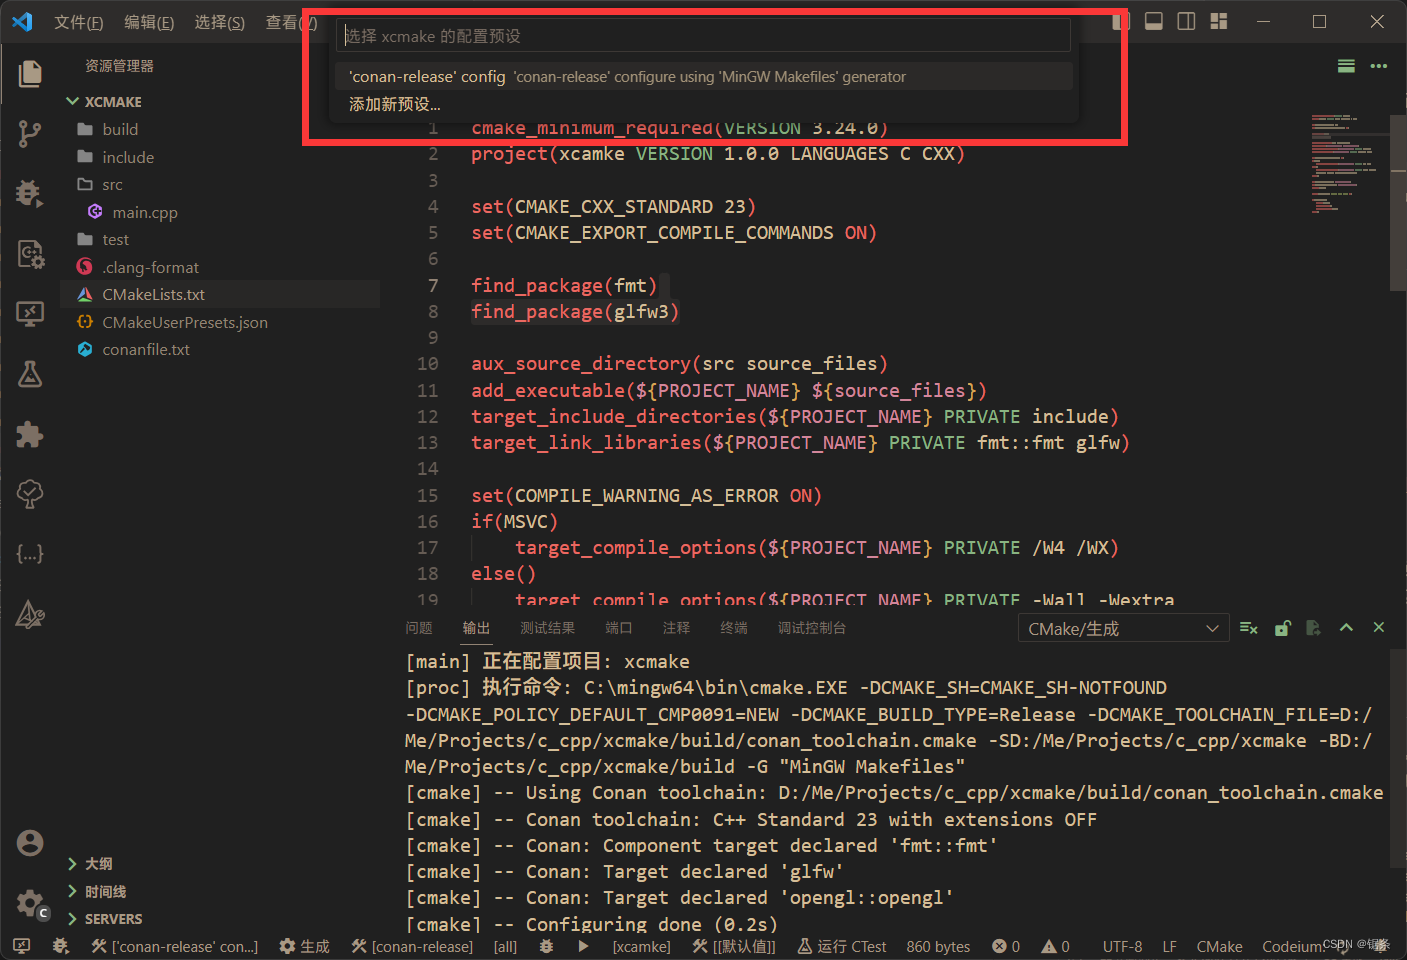 文件(F) 编辑(E) 选择(S) 查看(V)
选择 xcmake 的配置预设
'conan-release' config 'conan-release' configure using 'MinGW Makefiles' generator
添加新预设...
资源管理器
XCMAKE
build
include
src
main.cpp
test
.clang-format
CMakeLists.txt
CMakeUserPresets.json
conanfile.txt
大纲
时间线
SERVERS
1 cmake_minimum_required(VERSION 3.24.0)
2 project(xcamke VERSION 1.0.0 LANGUAGES C CXX)
3
4 set(CMAKE_CXX_STANDARD 23)
5 set(CMAKE_EXPORT_COMPILE_COMMANDS ON)
6
7 find_package(fmt)
8 find_package(glfw3)
9
10 aux_source_directory(src source_files)
11 add_executable(${PROJECT_NAME} ${source_files})
12 target_include_directories(${PROJECT_NAME} PRIVATE include)
13 target_link_libraries(${PROJECT_NAME} PRIVATE fmt::fmt glfw)
14
15 set(COMPILE_WARNING_AS_ERROR ON)
16 if(MSVC)
17 target_compile_options(${PROJECT_NAME} PRIVATE /W4 /WX)
18 else()
19 target_compile_options(${PROJECT_NAME} PRIVATE -Wall -Wextra
问题 输出 测试结果 端口 注释 终端 调试控制台
CMake/生成
[main] 正在配置项目: xcmake
[proc] 执行命令: C:\mingw64\bin\cmake.EXE -DCMAKE_SH=CMAKE_SH-NOTFOUND
-DCMAKE_POLICY_DEFAULT_CMP0091=NEW -DCMAKE_BUILD_TYPE=Release -DCMAKE_TOOLCHAIN_FILE=D:/
Me/Projects/c_cpp/xcmake/build/conan_toolchain.cmake -SD:/Me/Projects/c_cpp/xcmake -BD:/
Me/Projects/c_cpp/xcmake/build -G "MinGW Makefiles"
[cmake] -- Using Conan toolchain: D:/Me/Projects/c_cpp/xcmake/build/conan_toolchain.cmake
[cmake] -- Conan toolchain: C++ Standard 23 with extensions OFF
[cmake] -- Conan: Component target declared 'fmt::fmt'
[cmake] -- Conan: Target declared 'glfw'
[cmake] -- Conan: Target declared 'opengl::opengl'
[cmake] -- Configuring done (0.2s)
['conan-release' con...] 生成 [conan-release] [all] [xcamke] [[默认值]] 运行 CTest 860 bytes 0 0 UTF-8 LF CMake Codeium: